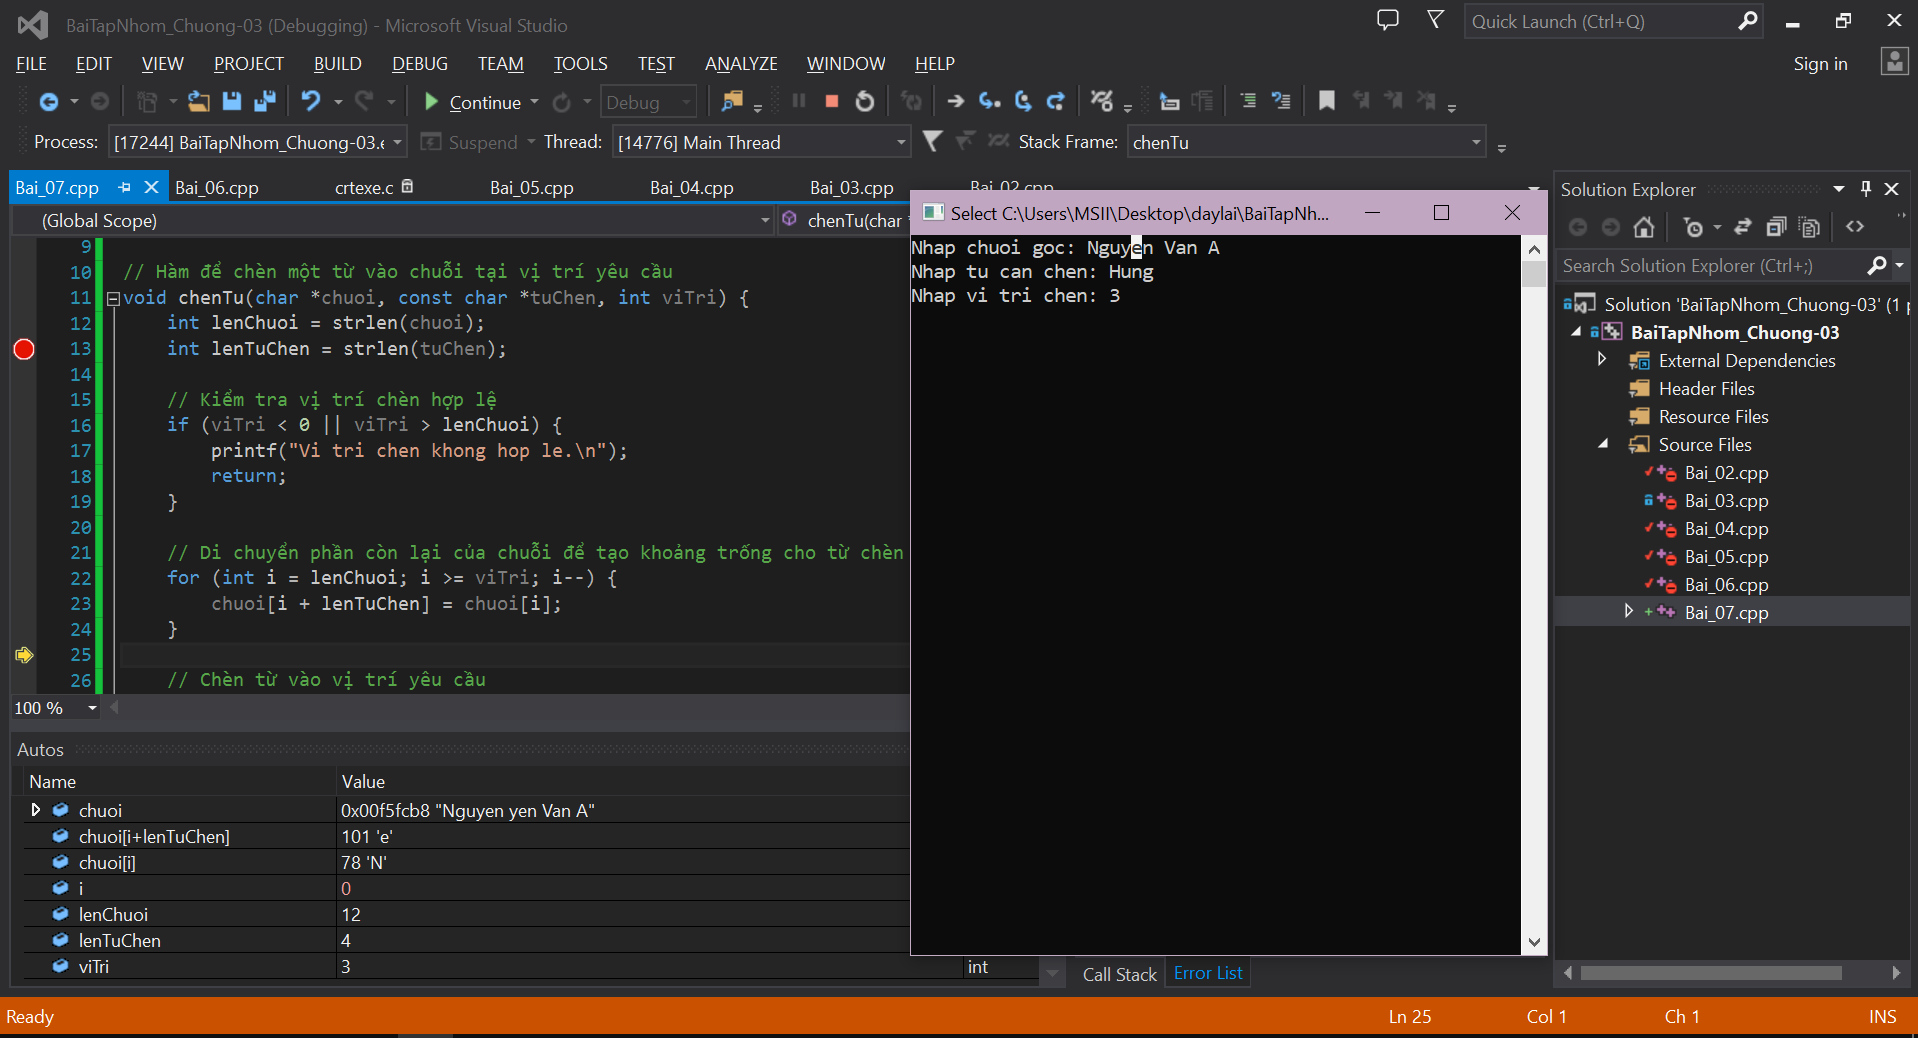 BaiTapNhom_Chuong-03 (Debugging) - Microsoft Visual Studio
Quick Launch (Ctrl+Q)
FILE EDIT VIEW PROJECT BUILD DEBUG TEAM TOOLS TEST ANALYZE WINDOW HELP
Sign in
Continue
Debug
Process: [17244] BaiTapNhom_Chuong-03.e
Suspend
Thread: [14776] Main Thread
Stack Frame: chenTu
Bai_07.cpp Bai_06.cpp crtexe.c Bai_05.cpp Bai_04.cpp Bai_03.cpp Bai_02.cpp
(Global Scope)
chenTu(char *
9
10 // Hàm để chèn một từ vào chuỗi tại vị trí yêu cầu
11 void chenTu(char *chuoi, const char *tuChen, int viTri) {
12 int lenChuoi = strlen(chuoi);
13 int lenTuChen = strlen(tuChen);
14
15 // Kiểm tra vị trí chèn hợp lệ
16 if (viTri < 0 || viTri > lenChuoi) {
17 printf("Vi tri chen khong hop le.\n");
18 return;
19 }
20
21 // Di chuyển phần còn lại của chuỗi để tạo khoảng trống cho từ chèn
22 for (int i = lenChuoi; i >= viTri; i--) {
23 chuoi[i + lenTuChen] = chuoi[i];
24 }
25
26 // Chèn từ vào vị trí yêu cầu
100 %
Autos
Name Value
chuoi 0x00f5fcb8 "Nguyen yen Van A"
chuoi[i+lenTuChen] 101 'e'
chuoi[i] 78 'N'
i 0
lenChuoi 12
lenTuChen 4
viTri 3 int
Select C:\Users\MSII\Desktop\daylai\BaiTapNh...
Nhap chuoi goc: Nguyen Van A
Nhap tu can chen: Hung
Nhap vi tri chen: 3
Call Stack Error List
Solution Explorer
Search Solution Explorer (Ctrl+;)
Solution 'BaiTapNhom_Chuong-03' (1 p
BaiTapNhom_Chuong-03
External Dependencies
Header Files
Resource Files
Source Files
Bai_02.cpp
Bai_03.cpp
Bai_04.cpp
Bai_05.cpp
Bai_06.cpp
Bai_07.cpp
Ready Ln 25 Col 1 Ch 1 INS